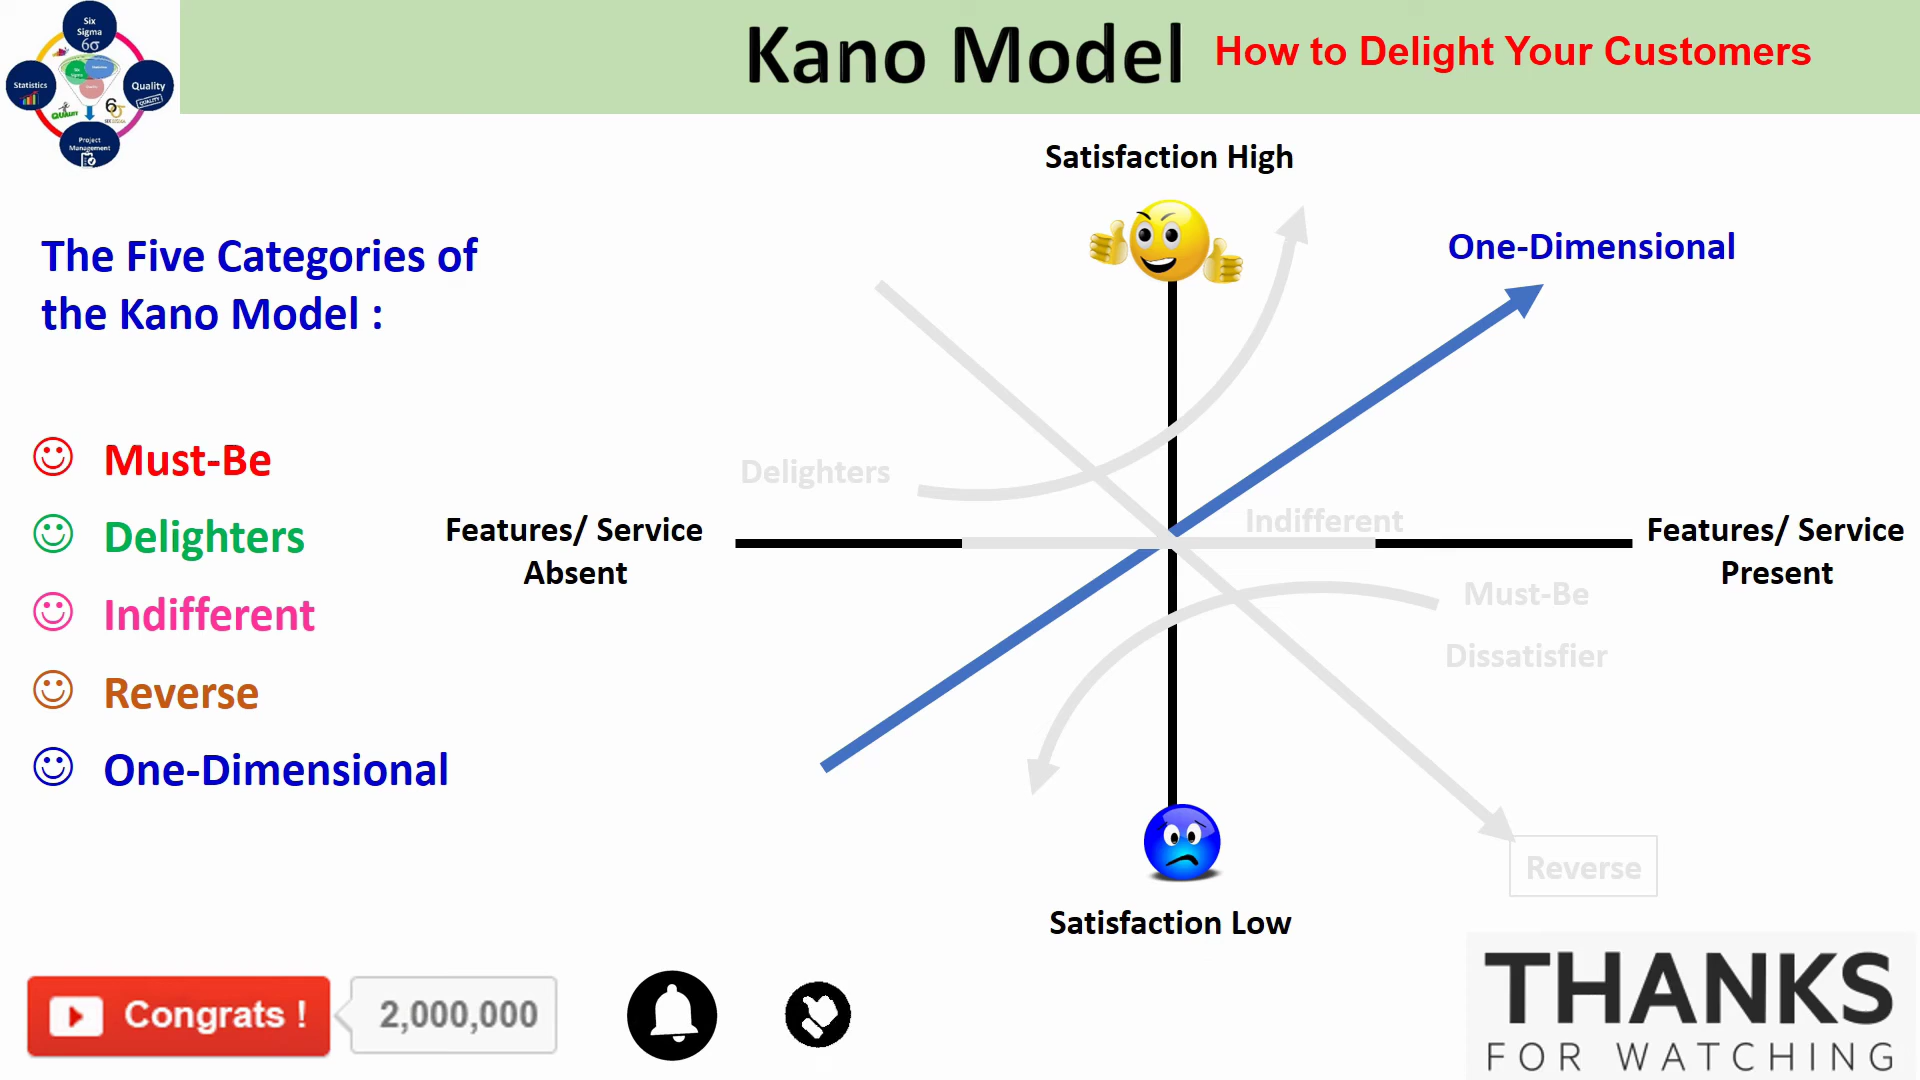 Six
Sigma
6σ
Statistics
Quality
QUALITY
Project
Management
Kano Model
How to Delight Your Customers
Satisfaction High
The Five Categories of
the Kano Model :
One-Dimensional
Must-Be
Delighters
Indifferent
Reverse
One-Dimensional
Delighters
Indifferent
Features/ Service
Absent
Features/ Service
Present
Must-Be
Dissatisfier
Reverse
Satisfaction Low
Congrats !
2,000,000
THANKS
FOR WATCHING